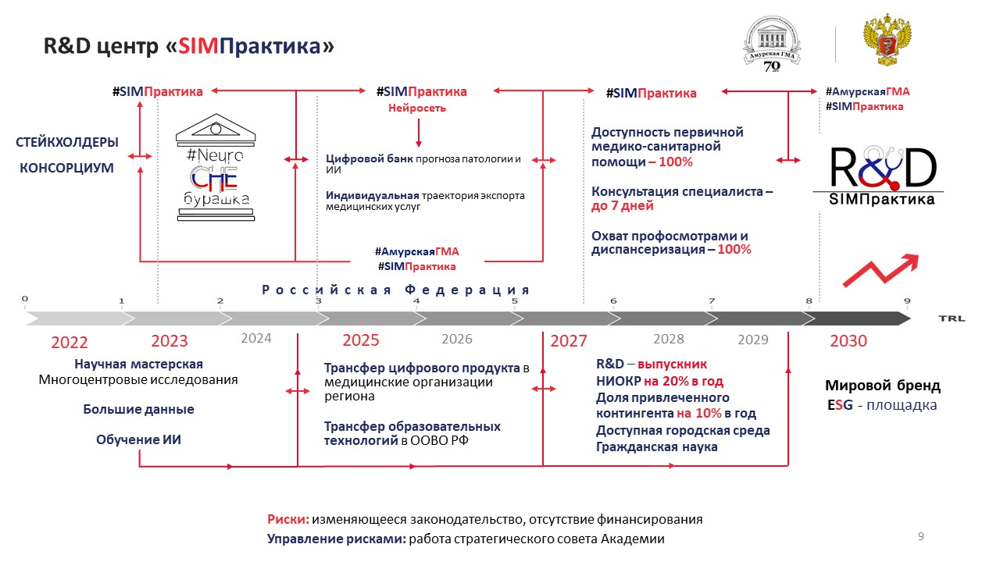 R&D центр «SIMПрактика»
Амурская ГМА
70 лет
#SIMПрактика
#SIMПрактика
Нейросеть
#SIMПрактика
#АмурскаяГМА
#SIMПрактика
СТЕЙКХОЛДЕРЫ
КОНСОРЦИУМ
#Neuro
CHE
бурашка
Цифровой банк прогноза патологии и
ИИ
Индивидуальная траектория экспорта
медицинских услуг
Доступность первичной
медико-санитарной
помощи – 100%
Консультация специалиста –
до 7 дней
Охват профосмотрами и
диспансеризация – 100%
R&D
SIMПрактика
#АмурскаяГМА
#SIMПрактика
Российская Федерация
0 1 2 3 4 5 6 7 8 9
TRL
2022 2023 2024 2025 2026 2027 2028 2029 2030
Научная мастерская
Многоцентровые исследования
Большие данные
Обучение ИИ
Трансфер цифрового продукта в
медицинские организации
региона
Трансфер образовательных
технологий в ООВО РФ
R&D – выпускник
НИОКР на 20% в год
Доля привлеченного
контингента на 10% в год
Доступная городская среда
Гражданская наука
Мировой бренд
ESG - площадка
Риски: изменяющееся законодательство, отсутствие финансирования
Управление рисками: работа стратегического совета Академии
9